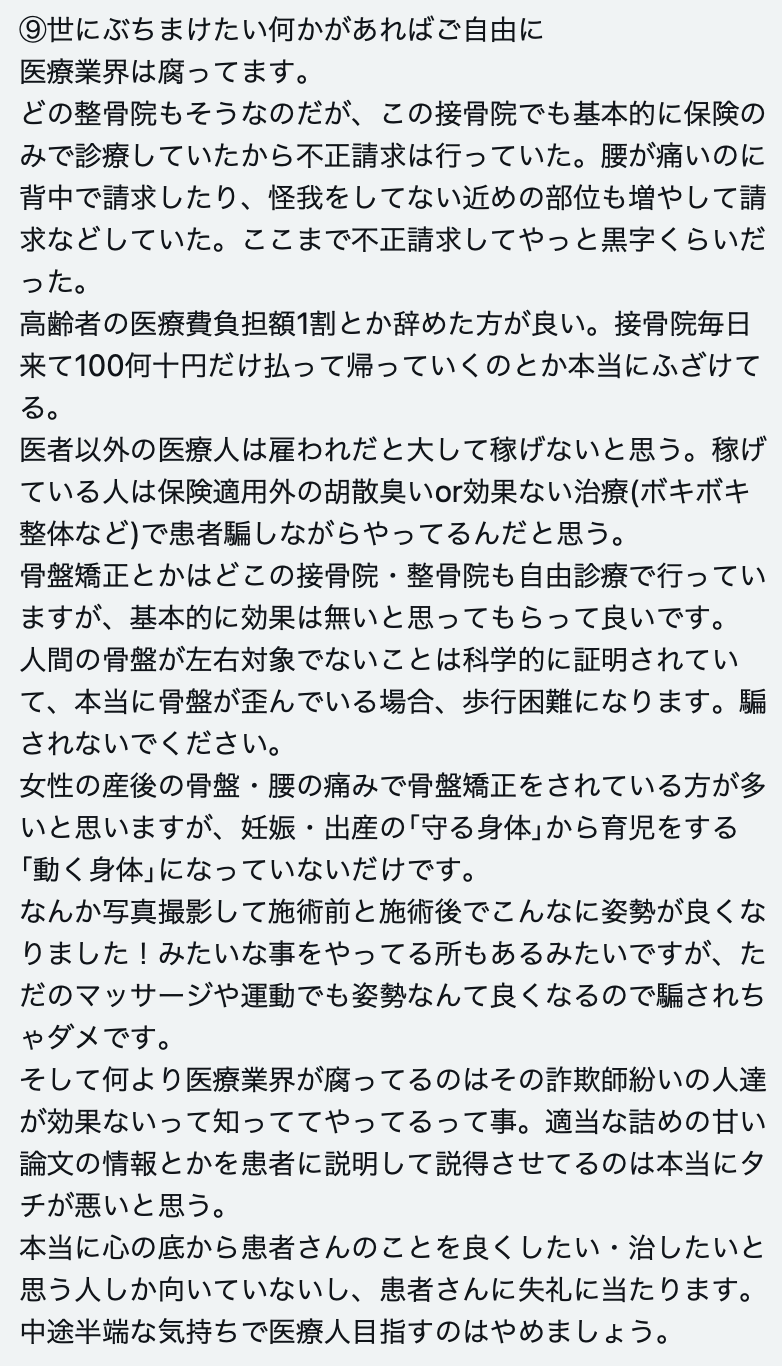 ⑨世にぶちまけたい何かがあればご自由に
医療業界は腐ってます。
どの整骨院もそうなのだが、この接骨院でも基本的に保険の
みで診療していたから不正請求は行っていた。腰が痛いのに
背中で請求したり、怪我をしてない近めの部位も増やして請
求などしていた。ここまで不正請求してやっと黒字くらいだ
った。
高齢者の医療費負担額1割とか辞めた方が良い。接骨院毎日
来て100何十円だけ払って帰っていくのとか本当にふざけて
る。
医者以外の医療人は雇われだと大して稼げないと思う。稼げ
ている人は保険適用外の胡散臭いor効果ない治療(ボキボキ
整体など)で患者騙しながらやってるんだと思う。
骨盤矯正とかはどこの接骨院・整骨院も自由診療で行ってい
ますが、基本的に効果は無いと思ってもらって良いです。
人間の骨盤が左右対象でないことは科学的に証明されてい
て、本当に骨盤が歪んでいる場合、歩行困難になります。騙
されないでください。
女性の産後の骨盤・腰の痛みで骨盤矯正をされている方が多
いと思いますが、妊娠・出産の｢守る身体｣から育児をする
｢動く身体｣になっていないだけです。
なんか写真撮影して施術前と施術後でこんなに姿勢が良くな
りました！みたいな事をやってる所もあるみたいですが、た
だのマッサージや運動でも姿勢なんて良くなるので騙されち
ゃダメです。
そして何より医療業界が腐ってるのはその詐欺師紛いの人達
が効果ないって知っててやってるって事。適当な詰めの甘い
論文の情報とかを患者に説明して説得させてるのは本当にタ
チが悪いと思う。
本当に心の底から患者さんのことを良くしたい・治したいと
思う人しか向いていないし、患者さんに失礼に当たります。
中途半端な気持ちで医療人目指すのはやめましょう。